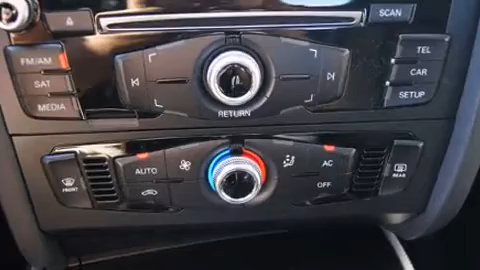 SCAN
FM/AM
SAT
MEDIA
RETURN
TEL
CAR
SETUP
AUTO
AC
OFF
FRONT
REAR